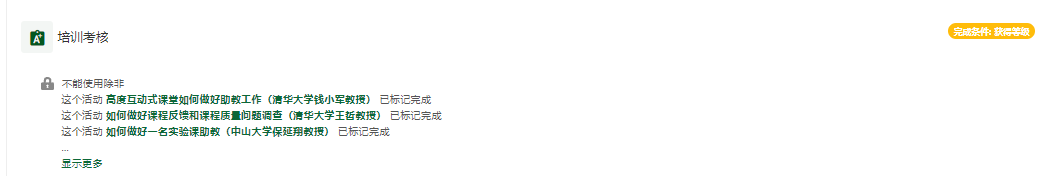 培训考核
完成条件: 获得等级
不能使用除非
这个活动 高度互动式课堂如何做好助教工作（清华大学钱小军教授） 已标记完成
这个活动 如何做好课程反馈和课程质量问题调查（清华大学王哲教授） 已标记完成
这个活动 如何做好一名实验课助教（中山大学保延翔教授） 已标记完成
...
显示更多